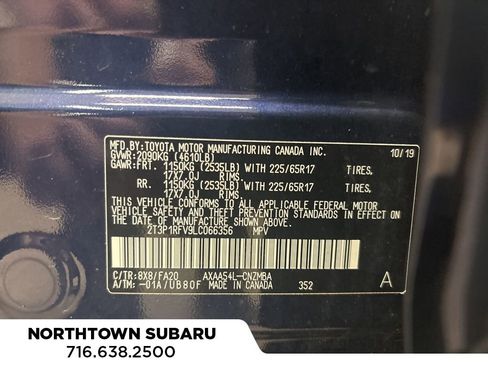 MFD.BY:TOYOTA MOTOR MANUFACTURING CANADA INC. 10/19
GVWR: 2090KG (4610LB)
GAWR: FRT. 1150KG (2535LB) WITH 225/65R17 TIRES,
17X7.0J RIMS
RR. 1150KG (2535LB) WITH 225/65R17 TIRES,
17X7.0J RIMS
THIS VEHICLE CONFORMS TO ALL APPLICABLE FEDERAL MOTOR
VEHICLE SAFETY AND BUMPER STANDARDS IN EFFECT ON THE
DATE OF MANUFACTURE SHOWN ABOVE.
2T3P1RFV9LC066356 MPV
C/TR: 8X8/FA20 AXAA54L-CNZMBA
A/TM: -01A/UB80F MADE IN CANADA 352 A
NORTHTOWN SUBARU
716.638.2500